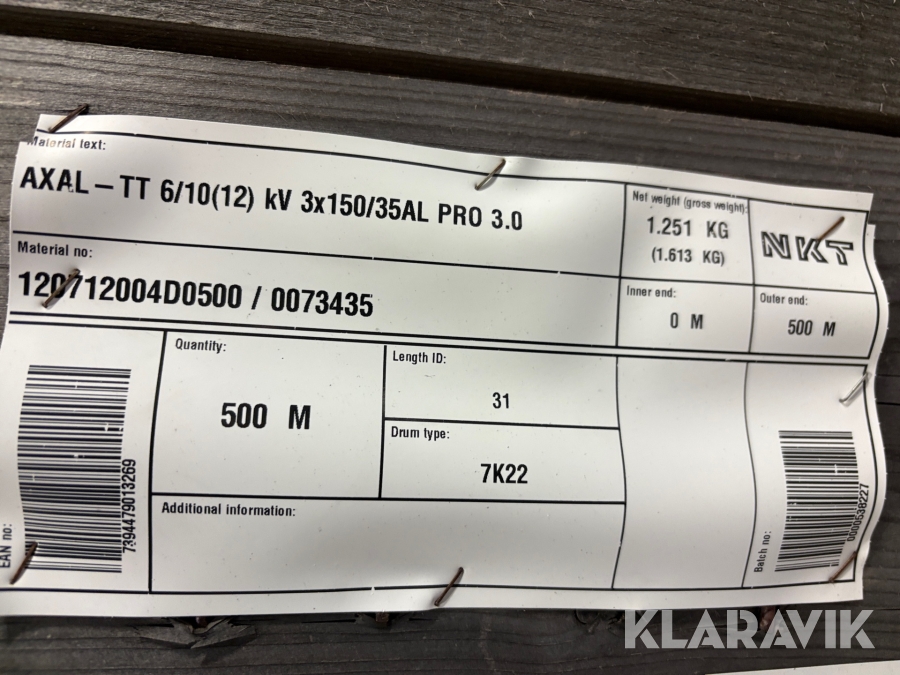 Material text:
AXAL-TT 6/10(12) kV 3x150/35AL PRO 3.0
Net weight (gross weight):
1.251 KG
(1.613 KG)
NKT
Material no:
120712004D0500 / 0073435
Inner end:
0 M
Outer end:
500 M
Quantity:
500 M
Length ID:
31
Drum type:
7K22
Additional information:
EAN no:
7394479013269
Batch no:
0000538227
KLARAVIK